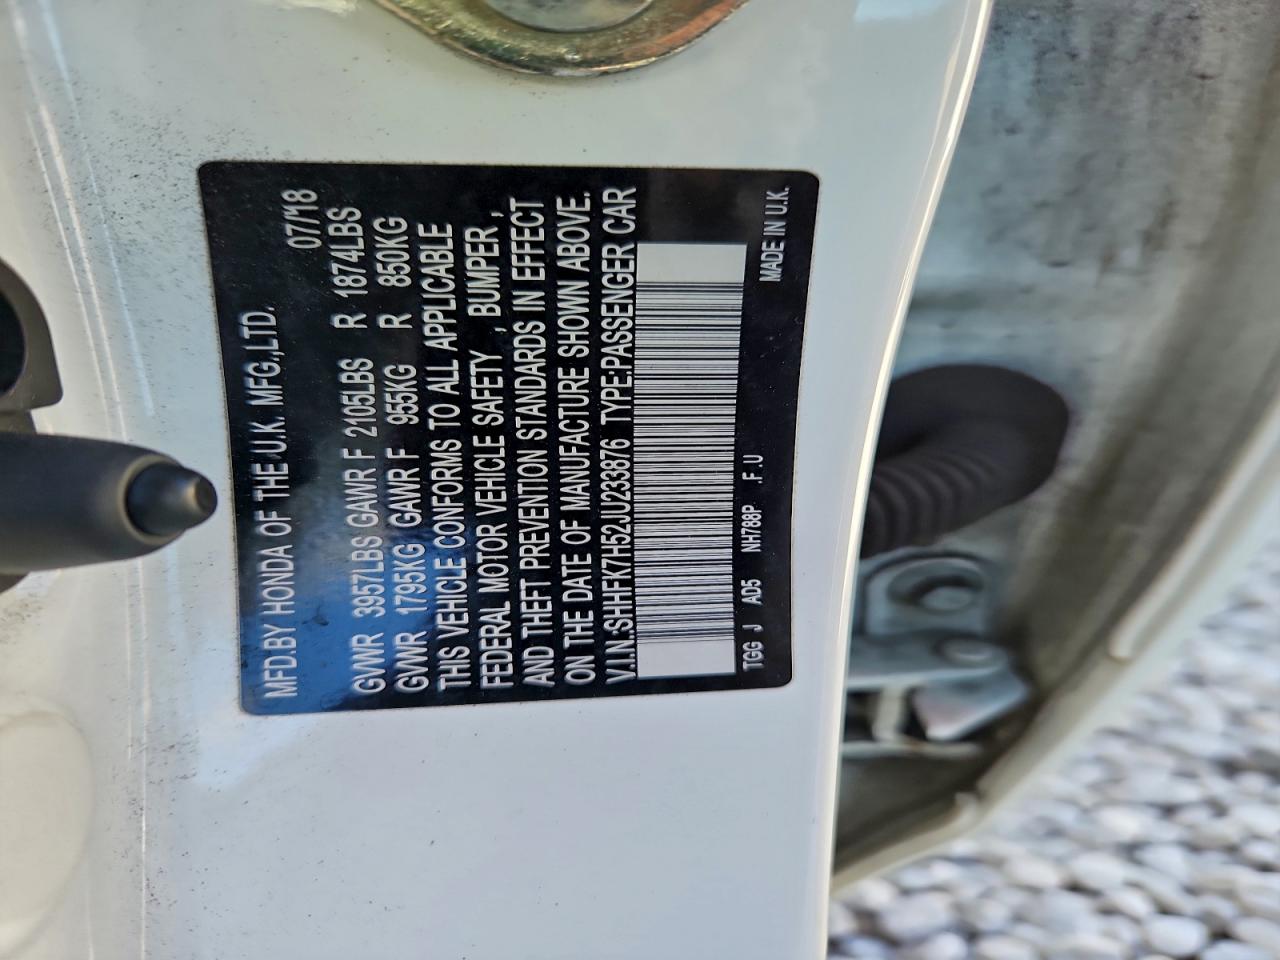 MFD.BY HONDA OF THE U.K. MFG.,LTD. 07/18
GVWR 3957LBS GAWR F 2105LBS R 1874LBS
GVWR 1795KG GAWR F 955KG R 850KG
THIS VEHICLE CONFORMS TO ALL APPLICABLE
FEDERAL MOTOR VEHICLE SAFETY , BUMPER ,
AND THEFT PREVENTION STANDARDS IN EFFECT
ON THE DATE OF MANUFACTURE SHOWN ABOVE.
V.I.N.:SHHFK7H52JU233876 TYPE:PASSENGER CAR
TGG J AD5 NH788P .F.U
MADE IN U.K.